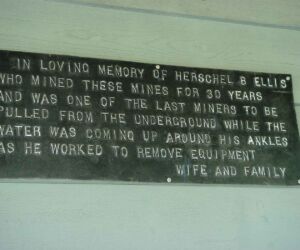 IN LOVING MEMORY OF HERSCHEL B ELLIS
WHO MINED THESE MINES FOR 30 YEARS
AND WAS ONE OF THE LAST MINERS TO BE
PULLED FROM THE UNDERGROUND WHILE THE
WATER WAS COMING UP AROUND HIS ANKLES
AS HE WORKED TO REMOVE EQUIPMENT
WIFE AND FAMILY